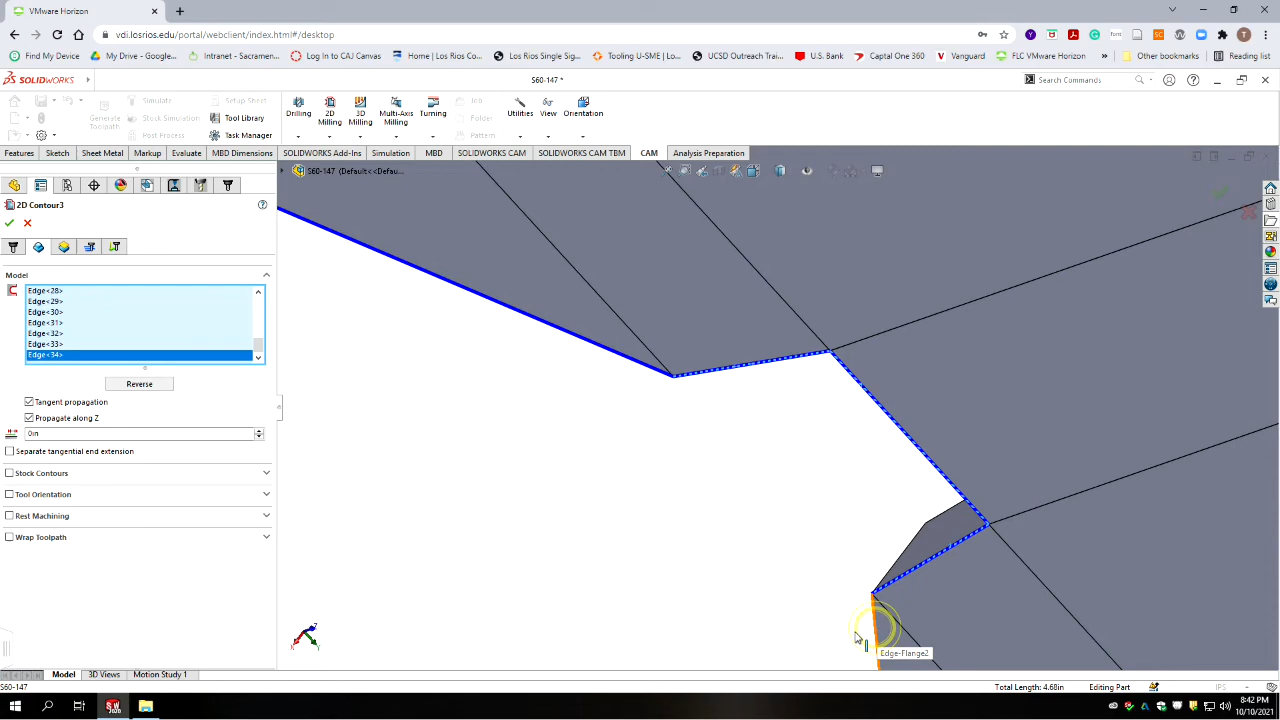 VMware Horizon
vdi.losrios.edu/portal/webclient/index.html#/desktop
Find My Device
My Drive - Google...
Intranet - Sacramen...
Log In to CAJ Canvas
Home | Los Rios Co...
Los Rios Single Sig...
Tooling U-SME | Lo...
UCSD Outreach Trai...
U.S. Bank
Captal One 360
Vanguard
FLC VMware Horizon
Other bookmarks
Reading list
SOLIDWORKS
S60-147 *
Search Commands
Generate Toolpath
Simulate
Stock Simulation
Post Process
Setup Sheet
Tool Library
Task Manager
Drilling
2D Milling
3D Milling
Multi-Axis Milling
Turning
Job
Folder
Pattern
Utilities
View
Orientation
Features
Sketch
Sheet Metal
Markup
Evaluate
MBD Dimensions
SOLIDWORKS Add-Ins
Simulation
MBD
SOLIDWORKS CAM
SOLIDWORKS CAM TBM
CAM
Analysis Preparation
S60-147 (Default<<Defau...
2D Contour3
Model
Edge<28>
Edge<29>
Edge<30>
Edge<31>
Edge<32>
Edge<33>
Edge<34>
Reverse
Tangent propagation
Propagate along Z
0in
Separate tangential end extension
Stock Contours
Tool Orientation
Rest Machining
Wrap Toolpath
Edge-Flange2
Model
3D Views
Motion Study 1
S60-147
Total Length: 4.68in
Editing Part
IPS
8:42 PM
10/10/2021